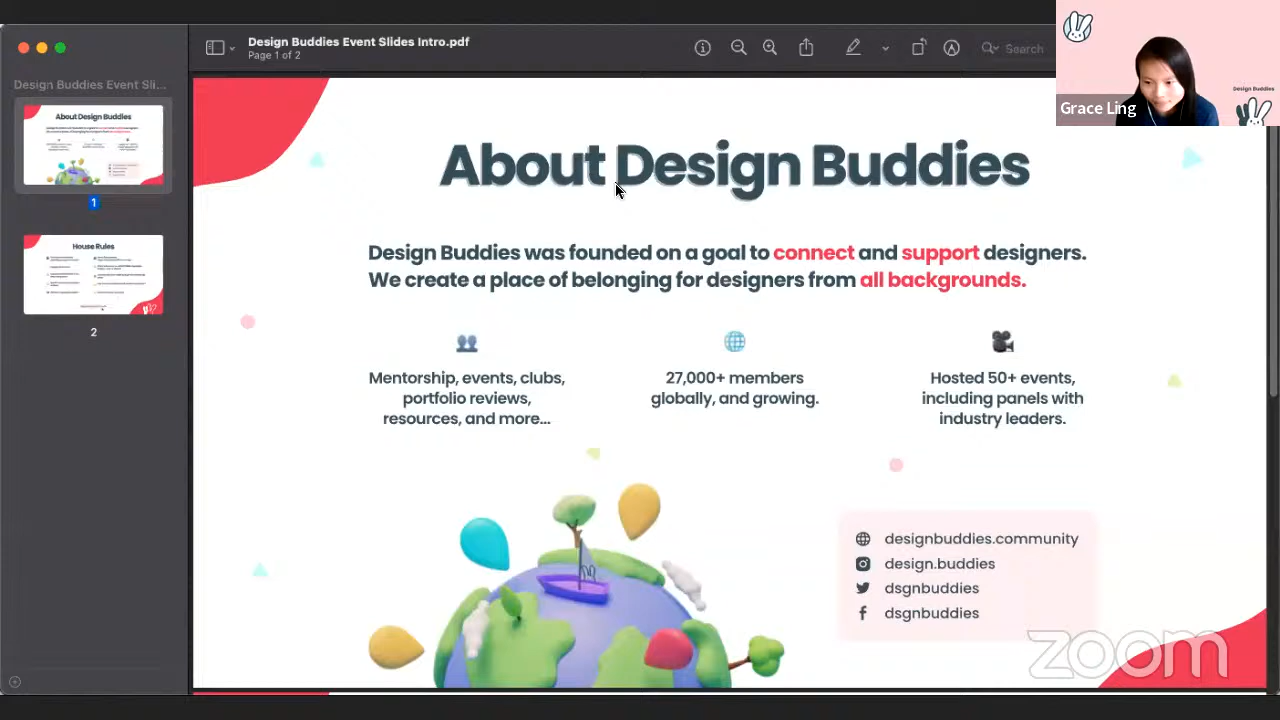 Design Buddies Event Slides Intro.pdf
Page 1 of 2
Search
Design Buddies Event Sli...
About Design Buddies
1
House Rules
2
Grace Ling
Design Buddies
About Design Buddies
Design Buddies was founded on a goal to connect and support designers.
We create a place of belonging for designers from all backgrounds.
Mentorship, events, clubs,
portfolio reviews,
resources, and more...
27,000+ members
globally, and growing.
Hosted 50+ events,
including panels with
industry leaders.
designbuddies.community
design.buddies
dsgnbuddies
dsgnbuddies
zoom